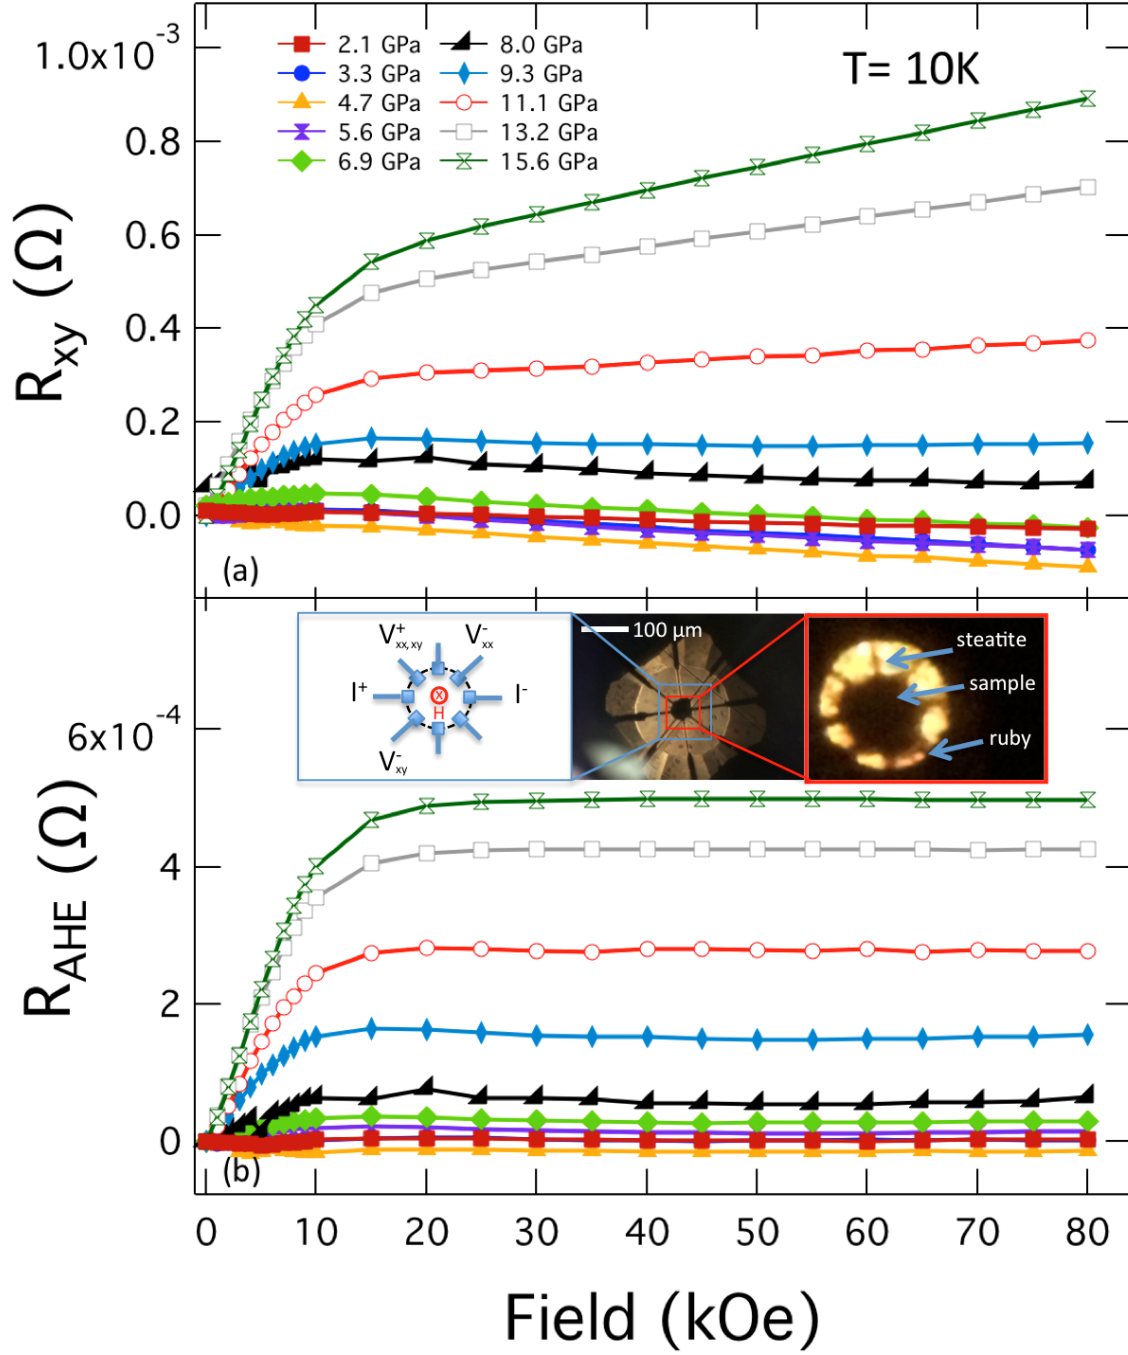 1.0x10-3
0.8
0.6
0.4
0.2
0.0
Rxy (Ω)
2.1 GPa
3.3 GPa
4.7 GPa
5.6 GPa
6.9 GPa
8.0 GPa
9.3 GPa
11.1 GPa
13.2 GPa
15.6 GPa
T= 10K
(a)
V+xx,xy
V-xx
I+
I-
x
H
V-xy
100 µm
steatite
sample
ruby
6x10-4
4
2
0
RAHE (Ω)
(b)
0 10 20 30 40 50 60 70 80
Field (kOe)